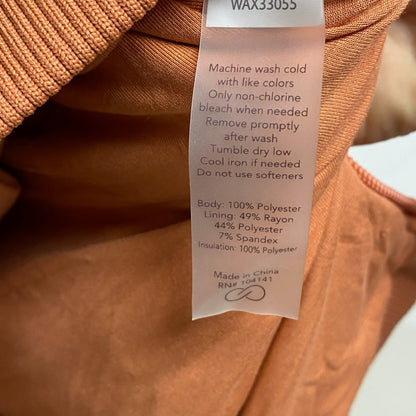 WAX33055
Machine wash cold
with like colors
Only non-chlorine
bleach when needed
Remove promptly
after wash
Tumble dry low
Cool iron if needed
Do not use softeners
Body: 100% Polyester
Lining: 49% Rayon
44% Polyester
7% Spandex
Insulation: 100% Polyester
Made in China
RN# 104141